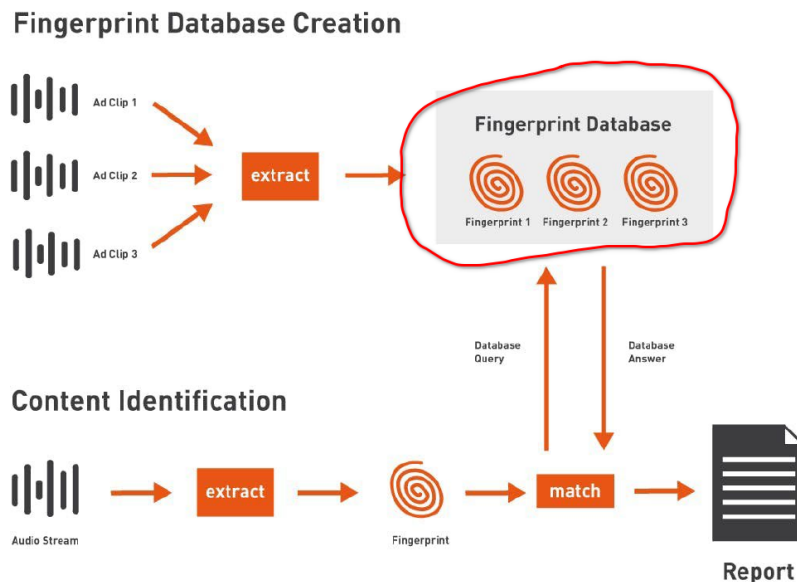 Fingerprint Database Creation
Ad Clip 1
Ad Clip 2
Ad Clip 3
extract
Fingerprint Database
Fingerprint 1 Fingerprint 2 Fingerprint 3
Database
Query
Database
Answer
Content Identification
Audio Stream
extract
Fingerprint
match
Report